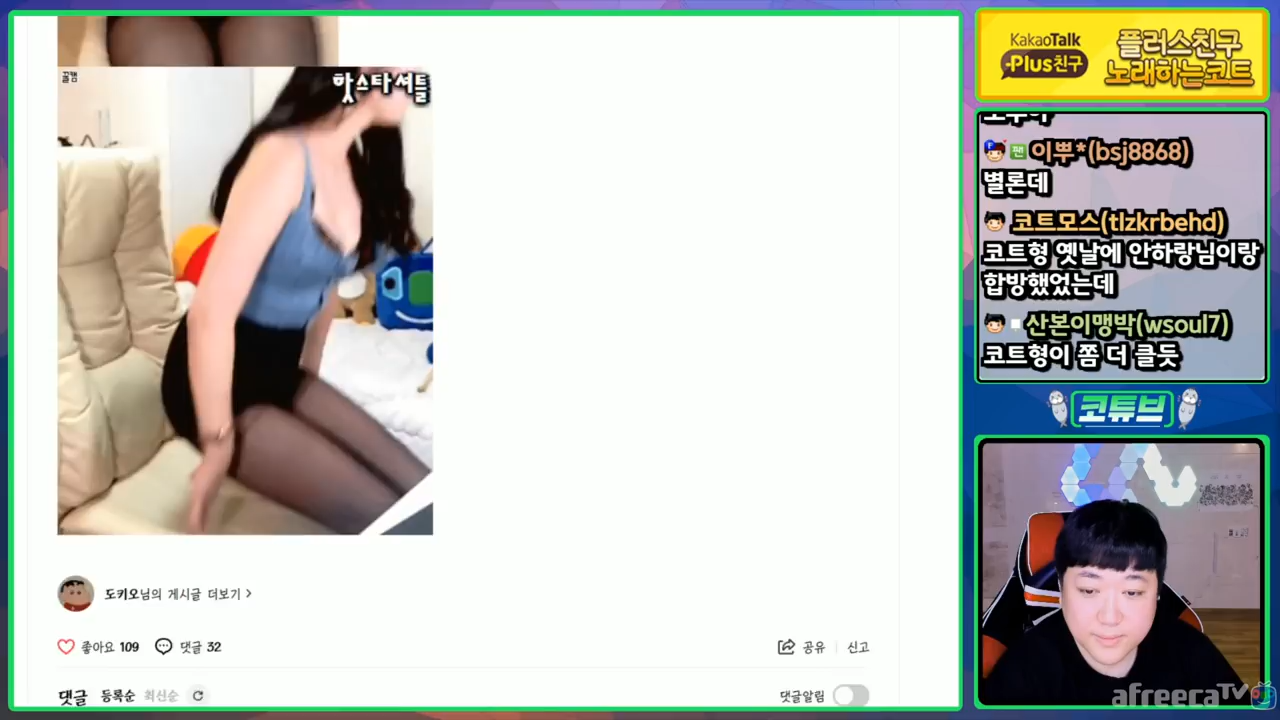 끌캠
핫스타셔틀
도키오님의 게시글 더보기 >
좋아요 109 댓글 32
공유 신고
댓글 등록순 최신순
댓글알림
KakaoTalk
Plus친구
플러스친구
노래하는코트
팬 이뿌*(bsj8868)
별론데
코트모스(tlzkrbehd)
코트형 옛날에 안하랑님이랑
합방했었는데
산본이맹박(wsoul7)
코트형이 쫌 더 클듯
코튜브
afreecaTV